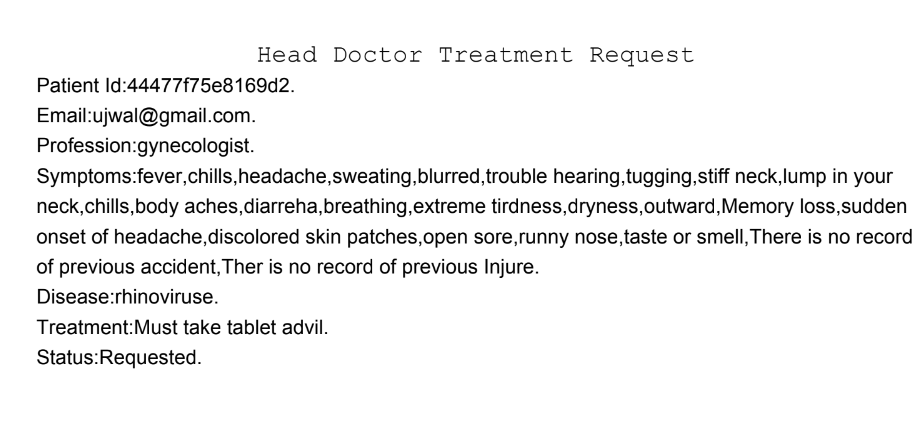 Head Doctor Treatment Request
Patient Id:44477f75e8169d2.
Email:ujwal@gmail.com.
Profession:gynecologist.
Symptoms:fever,chills,headache,sweating,blurred,trouble hearing,tugging,stiff neck,lump in your
neck,chills,body aches,diarreha,breathing,extreme tirdness,dryness,outward,Memory loss,sudden
onset of headache,discolored skin patches,open sore,runny nose,taste or smell,There is no record
of previous accident,Ther is no record of previous Injure.
Disease:rhinoviruse.
Treatment:Must take tablet advil.
Status:Requested.